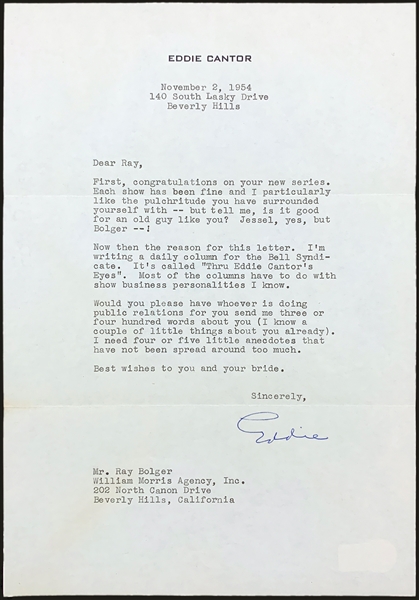 EDDIE CANTOR
November 2, 1954
140 South Lasky Drive
Beverly Hills
Dear Ray,
First, congratulations on your new series.
Each show has been fine and I particularly
like the pulchritude you have surrounded
yourself with -- but tell me, is it good
for an old guy like you? Jessel, yes, but
Bolger --!
Now then the reason for this letter. I'm
writing a daily column for the Bell Syndi-
cate. It's called "Thru Eddie Cantor's
Eyes". Most of the columns have to do with
show business personalities I know.
Would you please have whoever is doing
public relations for you send me three or
four hundred words about you (I know a
couple of little things about you already).
I need four or five little anecdotes that
have not been spread around too much.
Best wishes to you and your bride.
Sincerely,
Eddie
Mr. Ray Bolger
William Morris Agency, Inc.
202 North Canon Drive
Beverly Hills, California